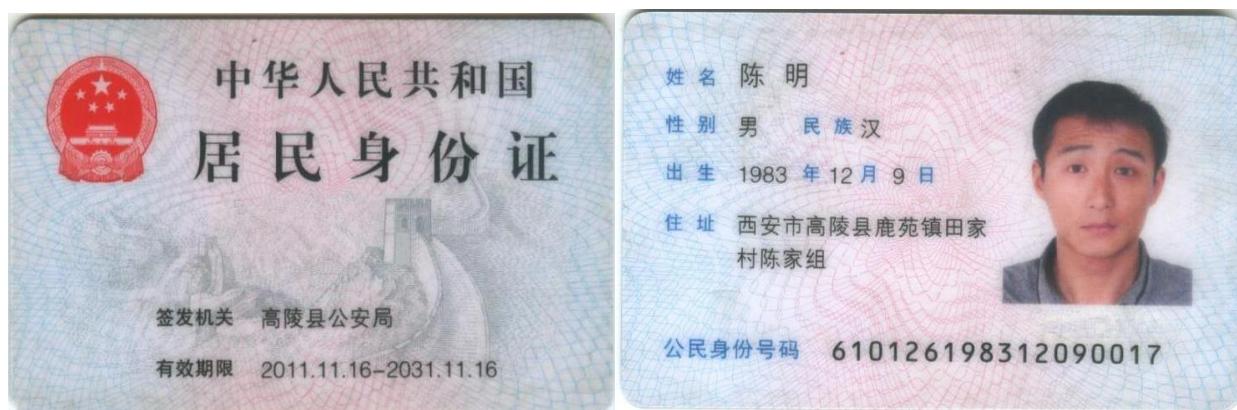 中华人民共和国
居民身份证
签发机关 高陵县公安局
有效期限 2011.11.16-2031.11.16
姓名 陈明
性别 男 民族 汉
出生 1983 年 12 月 9 日
住址 西安市高陵县鹿苑镇田家
村陈家组
公民身份号码 610126198312090017